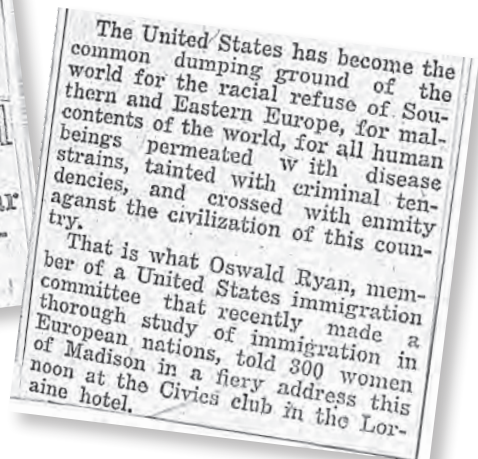 The United States has become the
common dumping ground of the
world for the racial refuse of Sou-
thern and Eastern Europe, for mal-
contents of the world, for all human
beings permeated w ith disease
strains, tainted with criminal ten-
dencies, and crossed with enmity
aganst the civilization of this coun-
try.
That is what Oswald Ryan, mem-
ber of a United States immigration
committee that recently made a
thorough study of immigration in
European nations, told 300 women
of Madison in a fiery address this
noon at the Civics club in the Lor-
aine hotel.